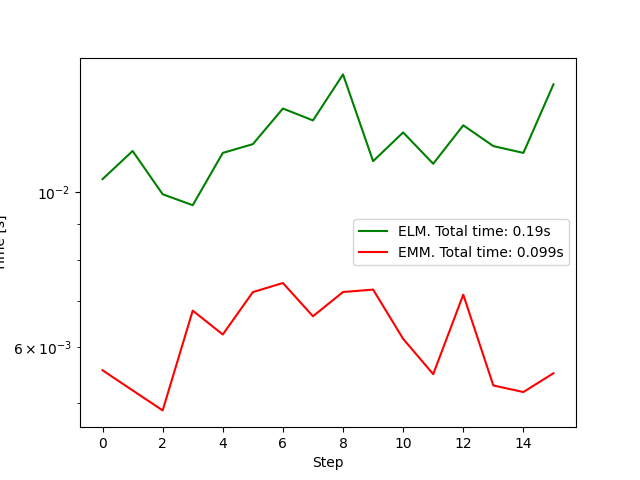 10⁻²
6 × 10⁻³
Time [s]
ELM. Total time: 0.19s
EMM. Total time: 0.099s
0 2 4 6 8 10 12 14
Step